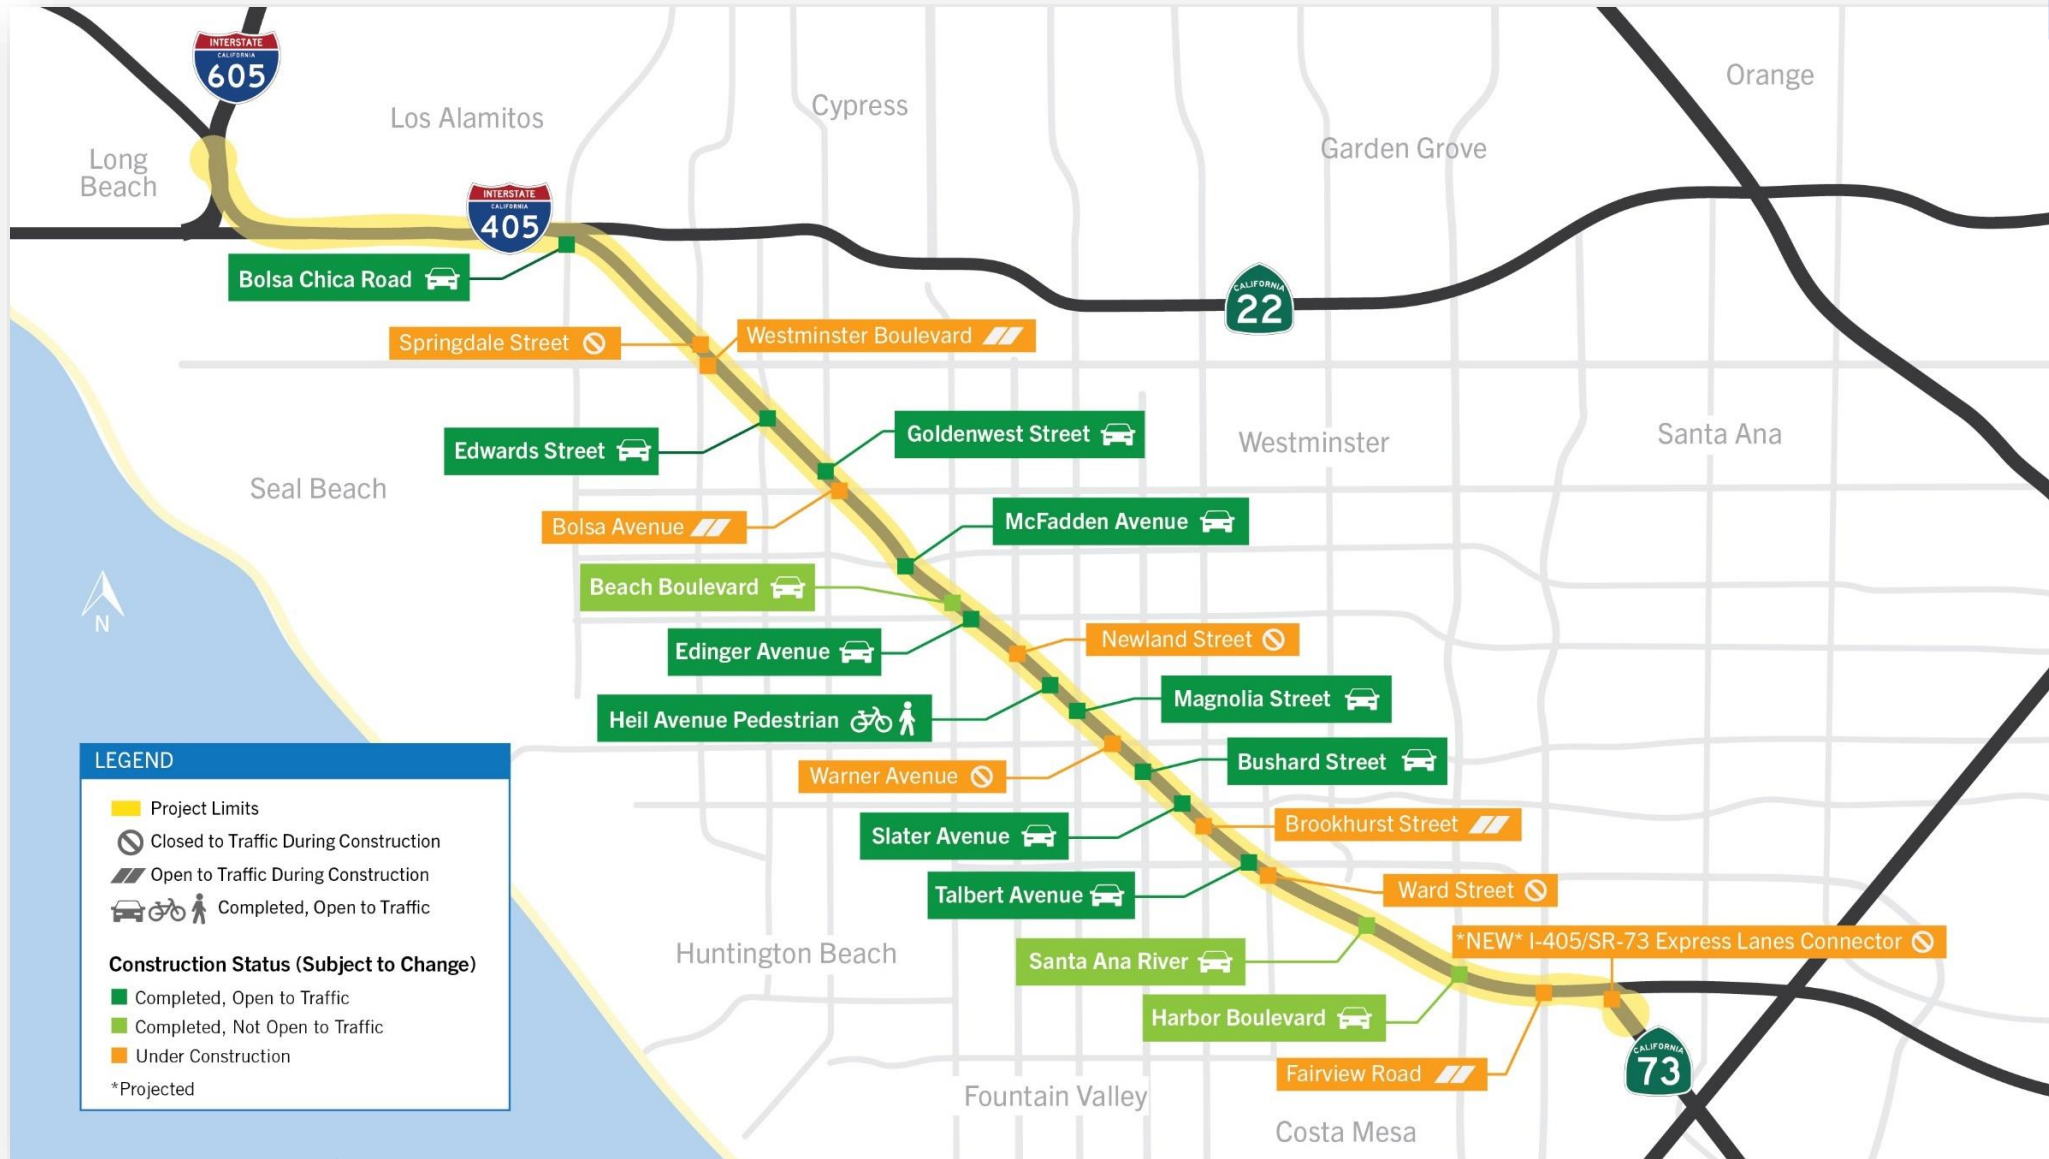 INTERSTATE
CALIFORNIA
605
Los Alamitos
Cypress
Orange
Garden Grove
Long
Beach
INTERSTATE
CALIFORNIA
405
Bolsa Chica Road
CALIFORNIA
22
Springdale Street
Westminster Boulevard
Edwards Street
Goldenwest Street
Westminster
Santa Ana
Seal Beach
Bolsa Avenue
McFadden Avenue
Beach Boulevard
N
Edinger Avenue
Newland Street
Heil Avenue Pedestrian
Magnolia Street
Warner Avenue
Bushard Street
Slater Avenue
Brookhurst Street
Talbert Avenue
Ward Street
Huntington Beach
Santa Ana River
*NEW* I-405/SR-73 Express Lanes Connector
Harbor Boulevard
Fairview Road
CALIFORNIA
73
Fountain Valley
Costa Mesa
LEGEND
Project Limits
Closed to Traffic During Construction
Open to Traffic During Construction
Completed, Open to Traffic
Construction Status (Subject to Change)
Completed, Open to Traffic
Completed, Not Open to Traffic
Under Construction
*Projected